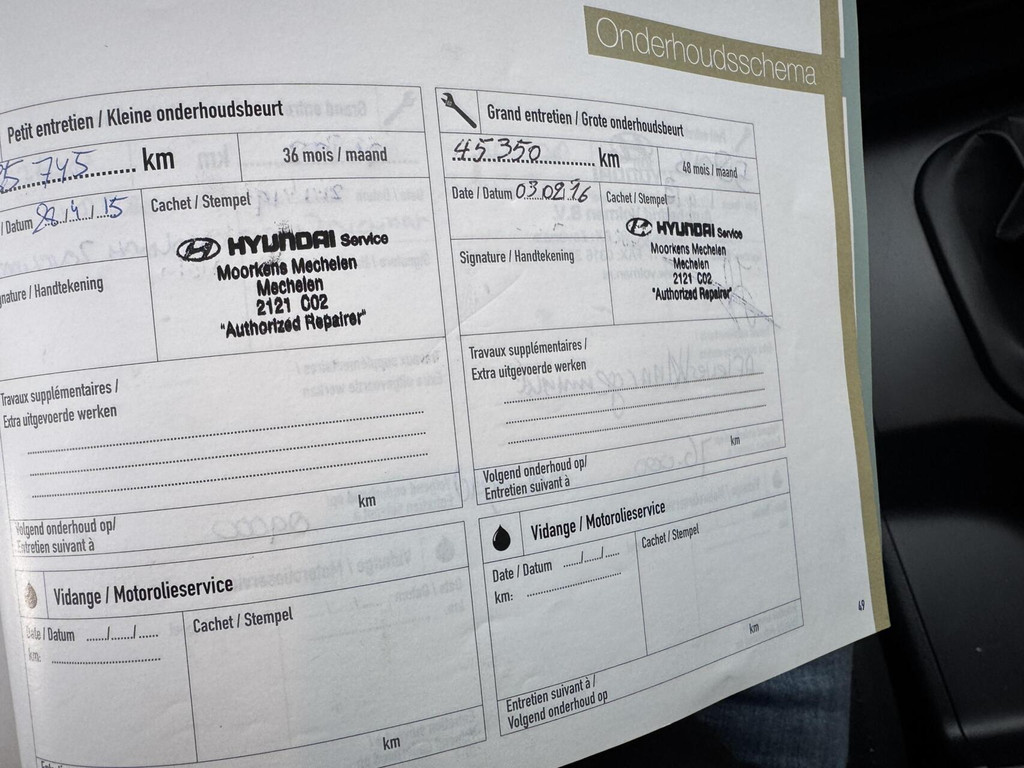 Onderhoudsschema
Petit entretien / Kleine onderhoudsbeurt
5.745 km
36 mois / maand
/ Datum
15
Cachet / Stempel
HYUNDAI Service
Moorkens Mechelen
Mechelen
2121 C02
"Authorized Repairer"
gnature / Handtekening
Travaux supplémentaires /
Extra uitgevoerde werken
km
Volgend onderhoud op/
Entretien suivant à
Vidange / Motorolieservice
Date / Datum ....../....../......
km:
Cachet / Stempel
km
Grand entretien / Grote onderhoudsbeurt
45.350 km
48 mois / maand
Date / Datum 03.02.16
Cachet / Stempel
HYUNDAI Service
Moorkens Mechelen
Mechelen
2121 C02
"Authorized Repairer"
Signature / Handtekening
Travaux supplémentaires /
Extra uitgevoerde werken
km
Volgend onderhoud op/
Entretien suivant à
Vidange / Motorolieservice
Date / Datum ....../....../......
km:
Cachet / Stempel
km
Entretien suivant à /
Volgend onderhoud op
49